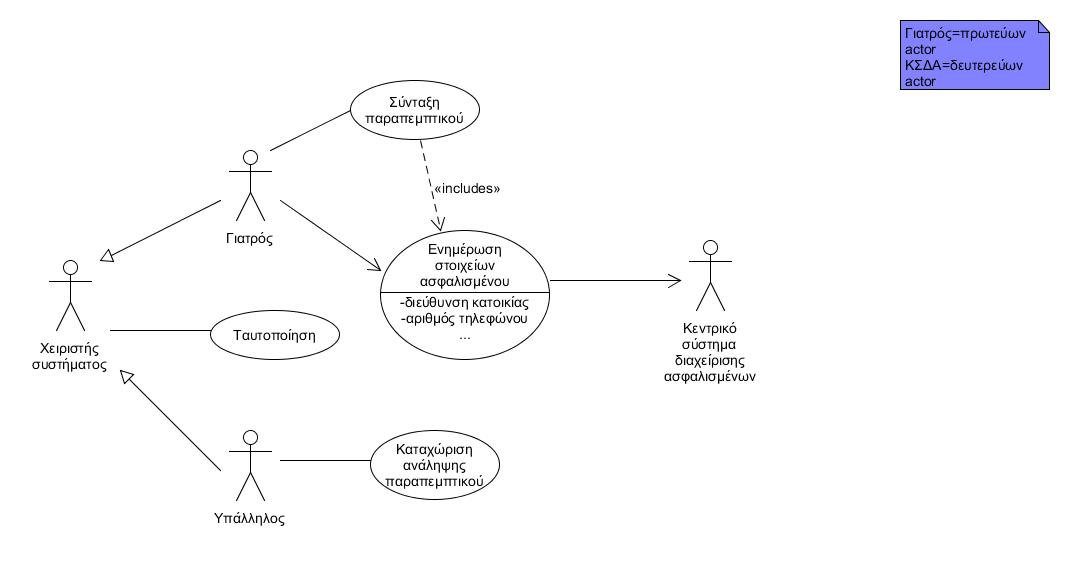 Γιατρός=πρωτεύων
actor
ΚΣΔΑ=δευτερεύων
actor
Σύνταξη
παραπεμπτικού
«includes»
Γιατρός
Ενημέρωση
στοιχείων
ασφαλισμένου
-διεύθυνση κατοικίας
-αριθμός τηλεφώνου
...
Κεντρικό
σύστημα
διαχείρισης
ασφαλισμένων
Χειριστής
συστήματος
Ταυτοποίηση
Καταχώριση
ανάληψης
παραπεμπτικού
Υπάλληλος